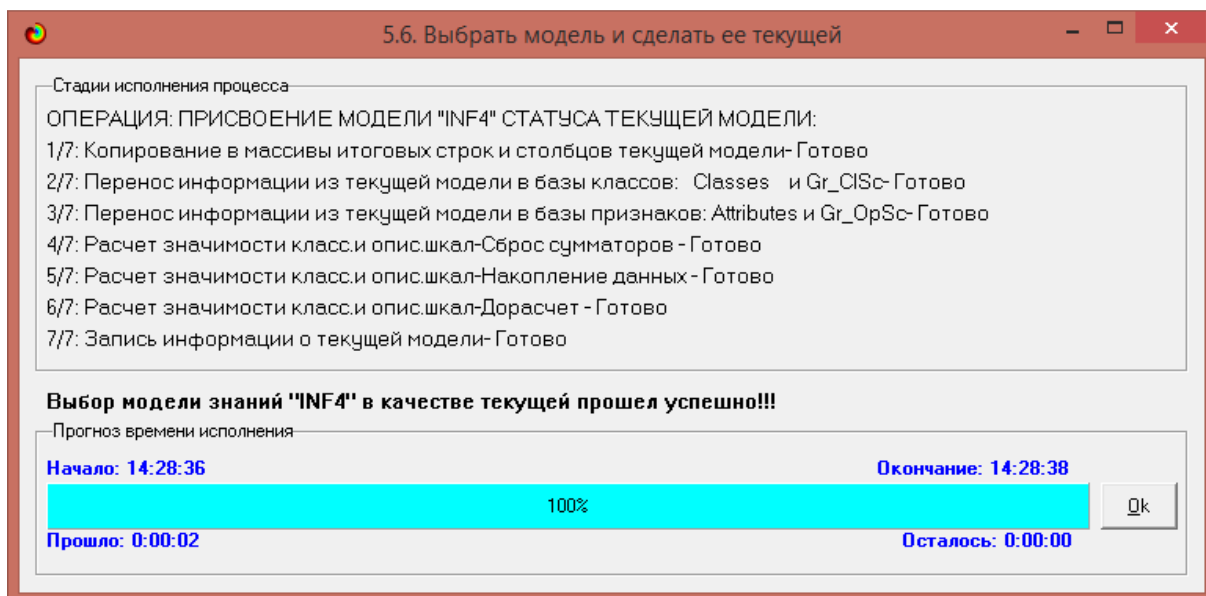 5.6. Выбрать модель и сделать ее текущей
Стадии исполнения процесса
ОПЕРАЦИЯ: ПРИСВОЕНИЕ МОДЕЛИ "INF4" СТАТУСА ТЕКУЩЕЙ МОДЕЛИ:
1/7: Копирование в массивы итоговых строк и столбцов текущей модели- Готово
2/7: Перенос информации из текущей модели в базы классов: Classes и Gr_ClSc- Готово
3/7: Перенос информации из текущей модели в базы признаков: Attributes и Gr_OpSc- Готово
4/7: Расчет значимости класс.и опис.шкал-Сброс сумматоров - Готово
5/7: Расчет значимости класс.и опис.шкал-Накопление данных - Готово
6/7: Расчет значимости класс.и опис.шкал-Дорасчет - Готово
7/7: Запись информации о текущей модели- Готово
Выбор модели знаний "INF4" в качестве текущей прошел успешно!!!
Прогноз времени исполнения
Начало: 14:28:36 Окончание: 14:28:38
100% Ok
Прошло: 0:00:02 Осталось: 0:00:00